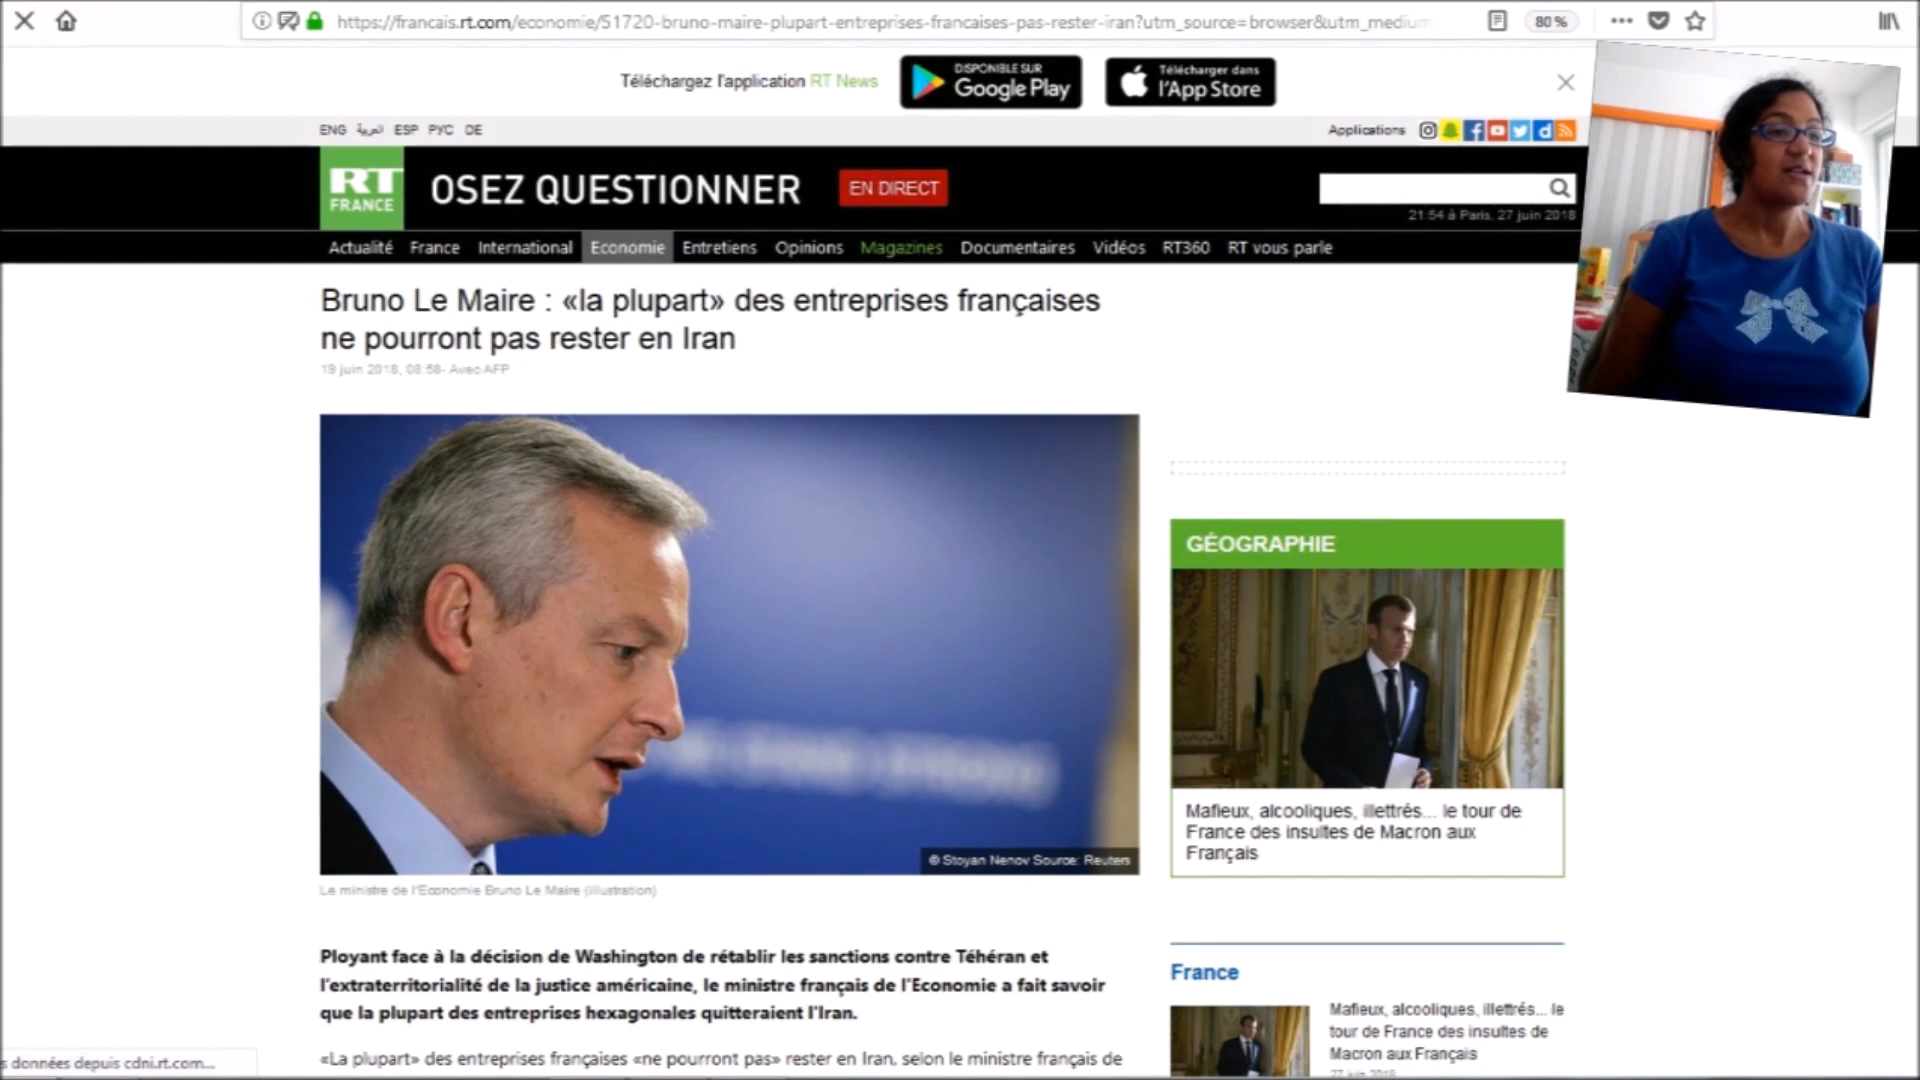 https://francais.rt.com/economie/51720-bruno-maire-plupart-entreprises-francaises-pas-rester-iran?utm_source=browser&utm_medium
80 %
Téléchargez l'application RT News
DISPONIBLE SUR
Google Play
Télécharger dans
l'App Store
ENG العربية ESP РУС DE
Applications
RT
FRANCE
OSEZ QUESTIONNER
EN DIRECT
21:54 à Paris, 27 juin 2018
Actualité France International Economie Entretiens Opinions Magazines Documentaires Vidéos RT360 RT vous parle
Bruno Le Maire : «la plupart» des entreprises françaises
ne pourront pas rester en Iran
19 juin 2018, 08:58- Avec AFP
© Stoyan Nenov Source: Reuters
Le ministre de l'Economie Bruno Le Maire (illustration)
Ployant face à la décision de Washington de rétablir les sanctions contre Téhéran et
l'extraterritorialité de la justice américaine, le ministre français de l'Economie a fait savoir
que la plupart des entreprises hexagonales quitteraient l'Iran.
«La plupart» des entreprises françaises «ne pourront pas» rester en Iran, selon le ministre français de
GÉOGRAPHIE
Mafieux, alcooliques, illettrés... le tour de
France des insultes de Macron aux
Français
France
Mafieux, alcooliques, illettrés... le
tour de France des insultes de
Macron aux Français
27 juin 2018
s données depuis cdni.rt.com...